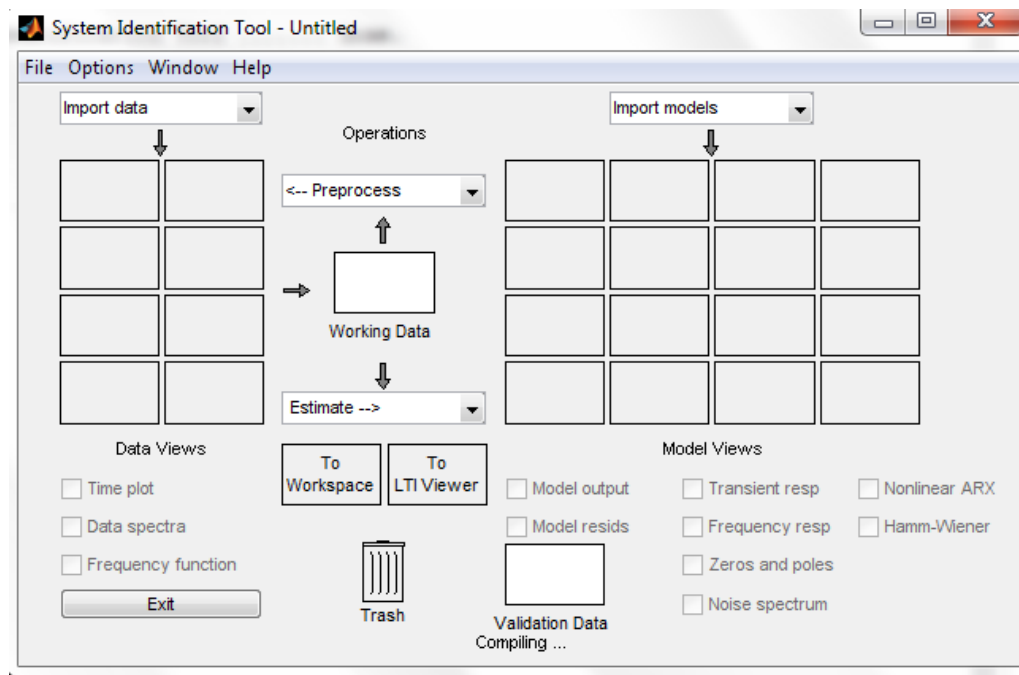 System Identification Tool - Untitled
File Options Window Help
Import data
Import models
Operations
<-- Preprocess
Working Data
Estimate -->
Data Views
Model Views
To
Workspace
To
LTI Viewer
Time plot
Model output
Transient resp
Nonlinear ARX
Data spectra
Model resids
Frequency resp
Hamm-Wiener
Frequency function
Zeros and poles
Exit
Trash
Noise spectrum
Validation Data
Compiling ...